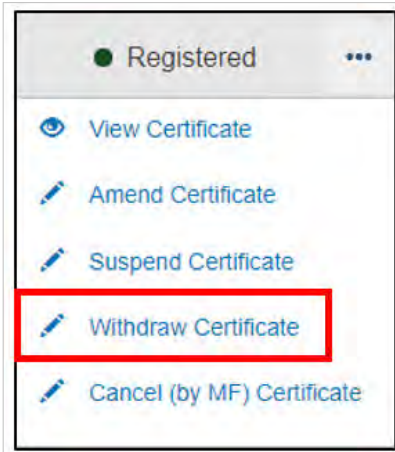 Registered
View Certificate
Amend Certificate
Suspend Certificate
Withdraw Certificate
Cancel (by MF) Certificate